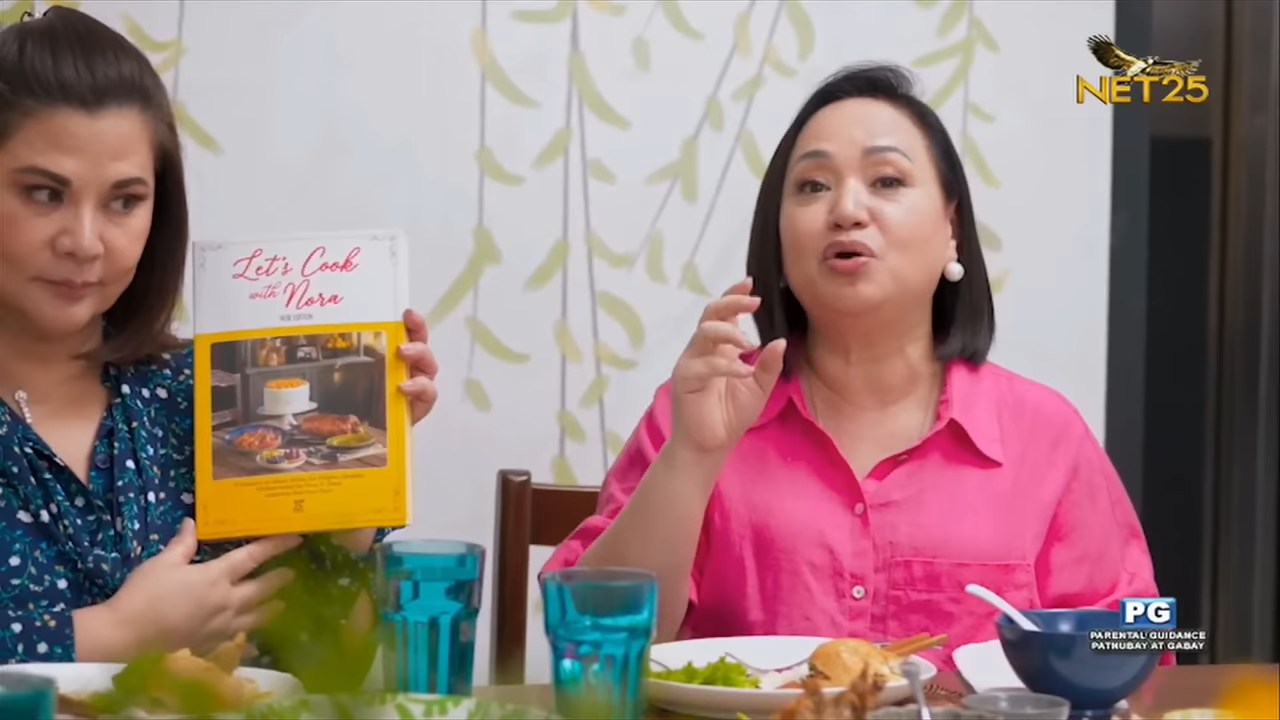 NET25
Let's Cook
with Nora
NEW EDITION
PG
PARENTAL GUIDANCE
PATNUBAY AT GABAY